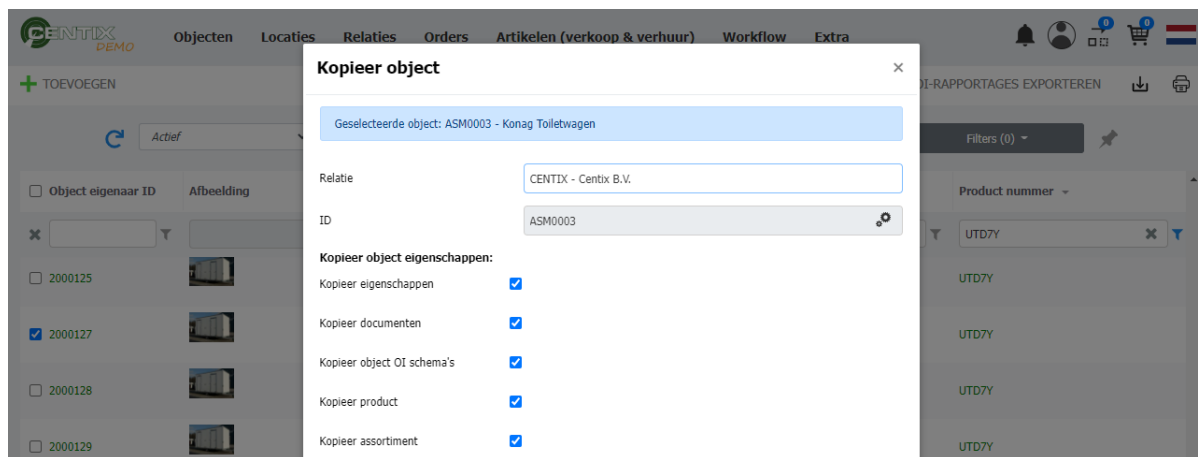 CENTIX
DEMO
Objecten Locaties Relaties Orders Artikelen (verkoop & verhuur) Workflow Extra
0 0
TOEVOEGEN
Kopieer object ×
OI-RAPPORTAGES EXPORTEREN
Actief
Geselecteerde object: ASM0003 - Konag Toiletwagen
Filters (0)
Relatie CENTIX - Centix B.V.
Object eigenaar ID Afbeelding Product nummer
ID ASM0003
UTD7Y
Kopieer object eigenschappen:
2000125 UTD7Y
Kopieer eigenschappen
Kopieer documenten
2000127 UTD7Y
Kopieer object OI schema's
2000128 UTD7Y
Kopieer product
Kopieer assortiment
2000129 UTD7Y